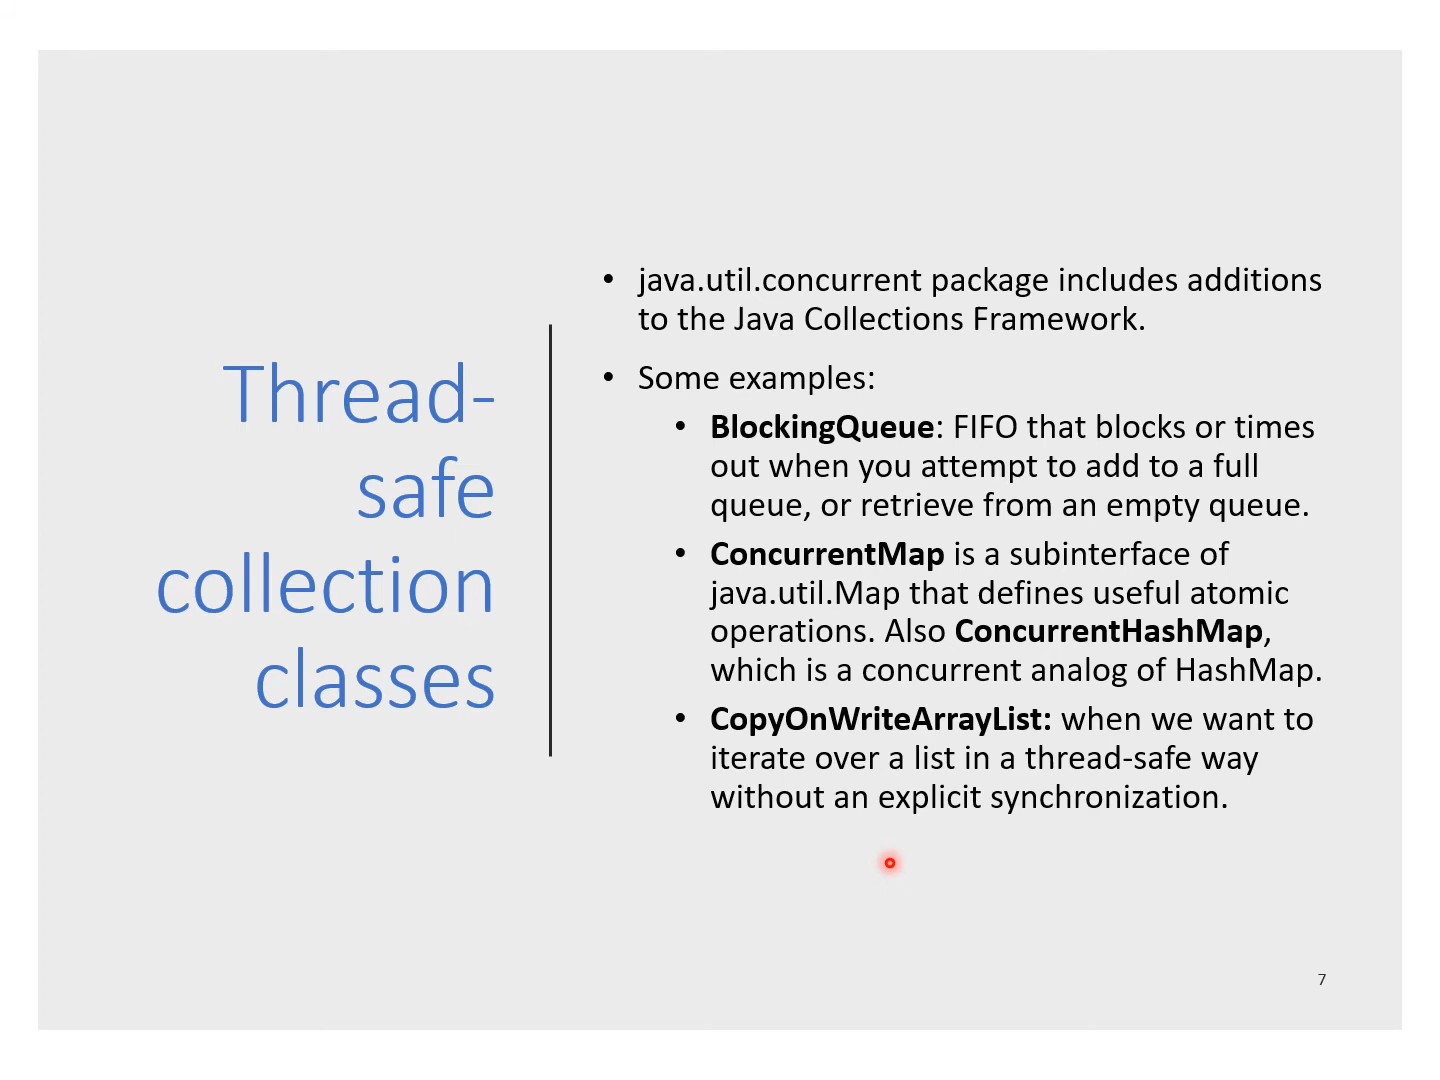 Thread-
safe
collection
classes
• java.util.concurrent package includes additions
to the Java Collections Framework.
• Some examples:
• BlockingQueue: FIFO that blocks or times
out when you attempt to add to a full
queue, or retrieve from an empty queue.
• ConcurrentMap is a subinterface of
java.util.Map that defines useful atomic
operations. Also ConcurrentHashMap,
which is a concurrent analog of HashMap.
• CopyOnWriteArrayList: when we want to
iterate over a list in a thread-safe way
without an explicit synchronization.
7